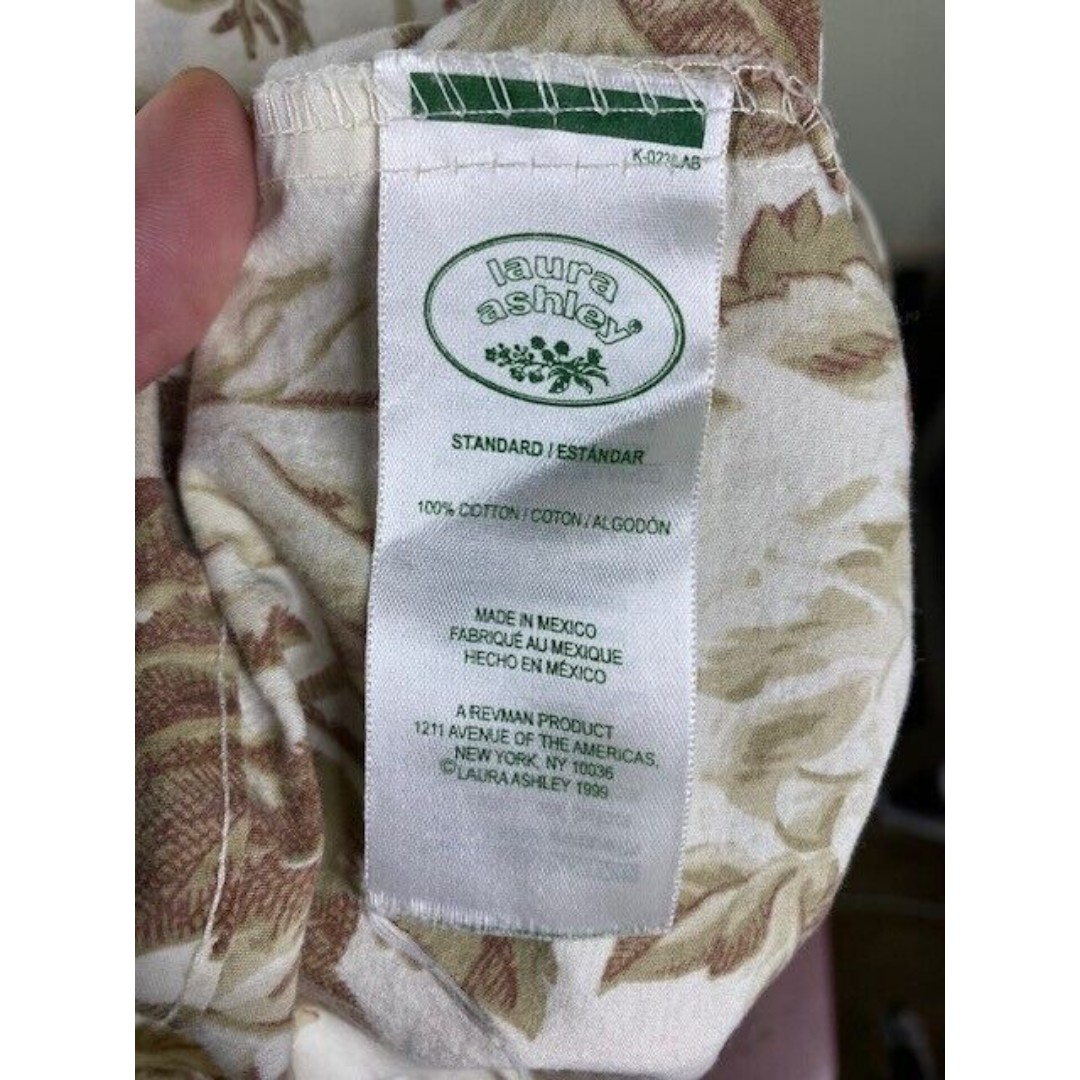 laura
ashley®
STANDARD / ESTÁNDAR
100% COTTON / COTON / ALGODÓN
MADE IN MEXICO
FABRIQUÉ AU MEXIQUE
HECHO EN MÉXICO
A REVMAN PRODUCT
1211 AVENUE OF THE AMERICAS,
NEW YORK, NY 10036
©LAURA ASHLEY 1999